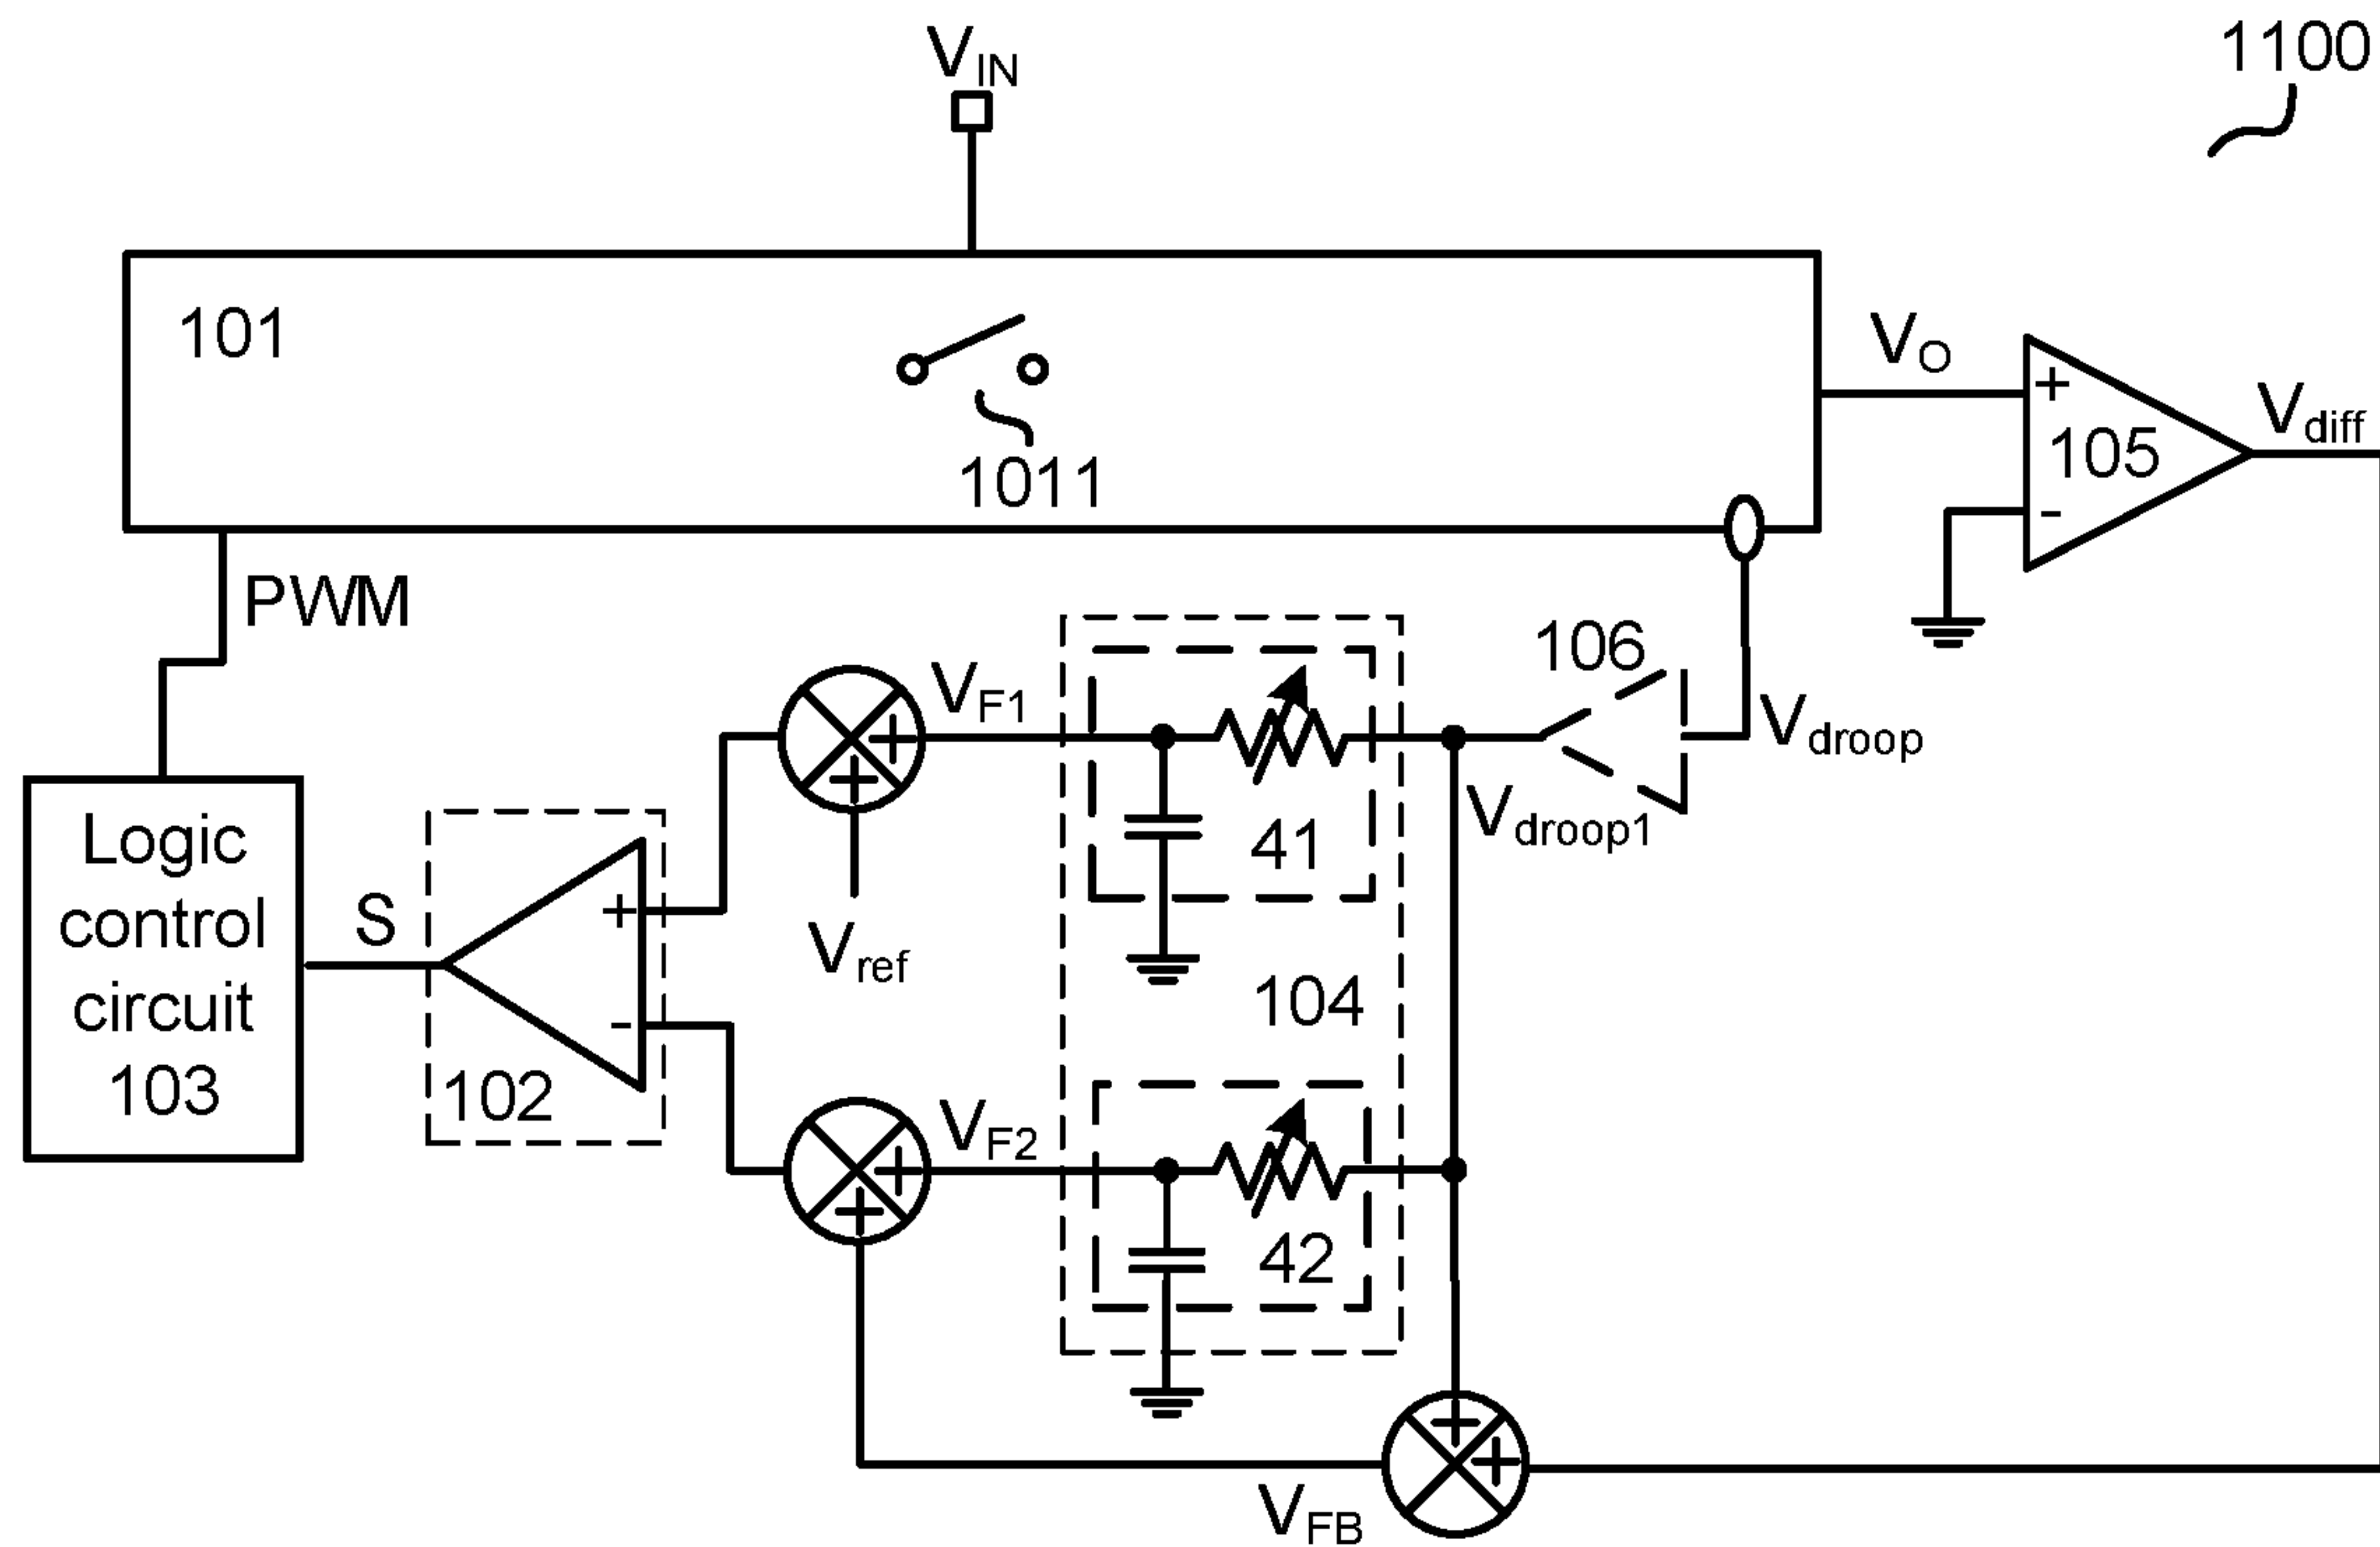 1100
VIN
101
1011
VO
+
105
-
Vdiff
PWM
106
Vdroop
Vdroop1
VF1
+
+
Vref
41
104
Logic
control
circuit
103
S
+
-
102
VF2
+
+
42
+
+
VFB